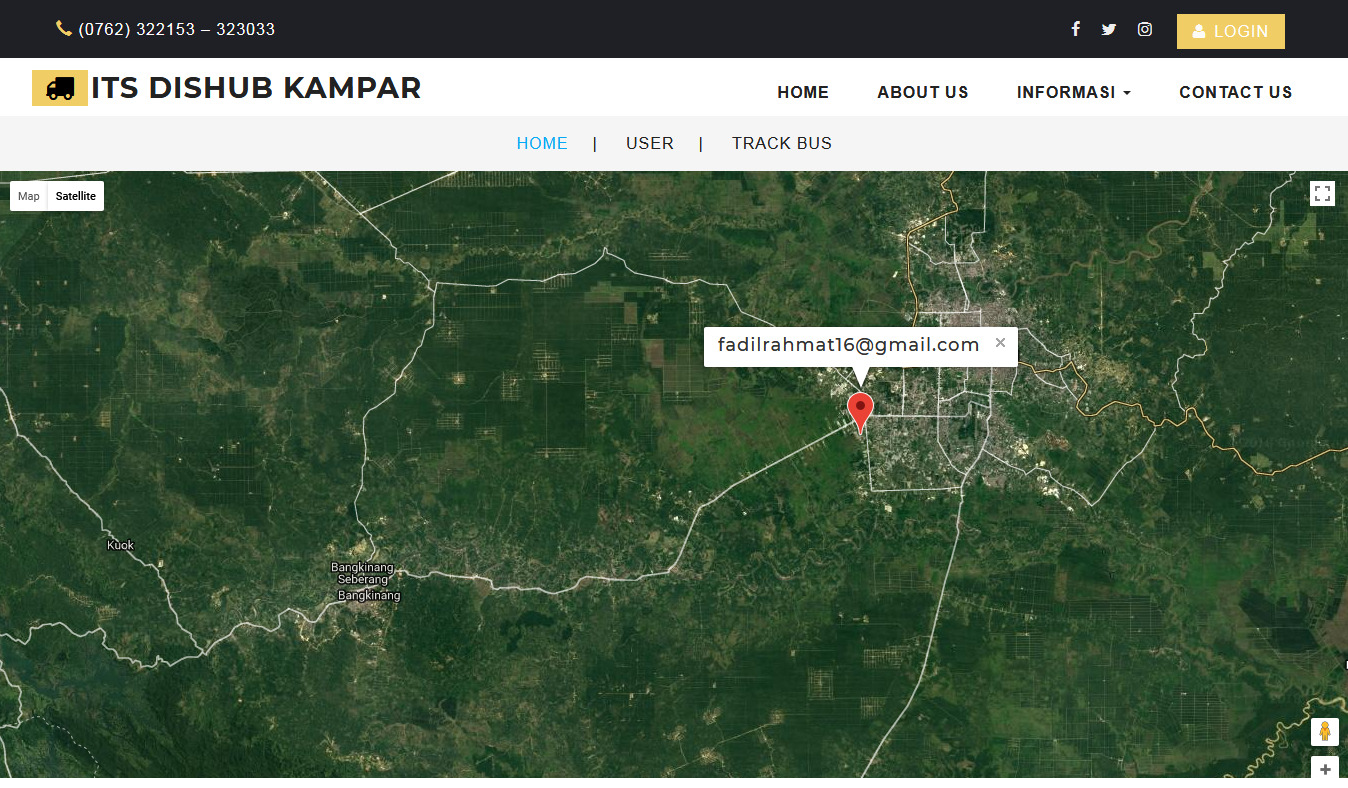 (0762) 322153 – 323033
LOGIN
ITS DISHUB KAMPAR
HOME ABOUT US INFORMASI CONTACT US
HOME | USER | TRACK BUS
Map Satellite
fadilrahmat16@gmail.com ×
Kuok
Bangkinang
Seberang
Bangkinang
+